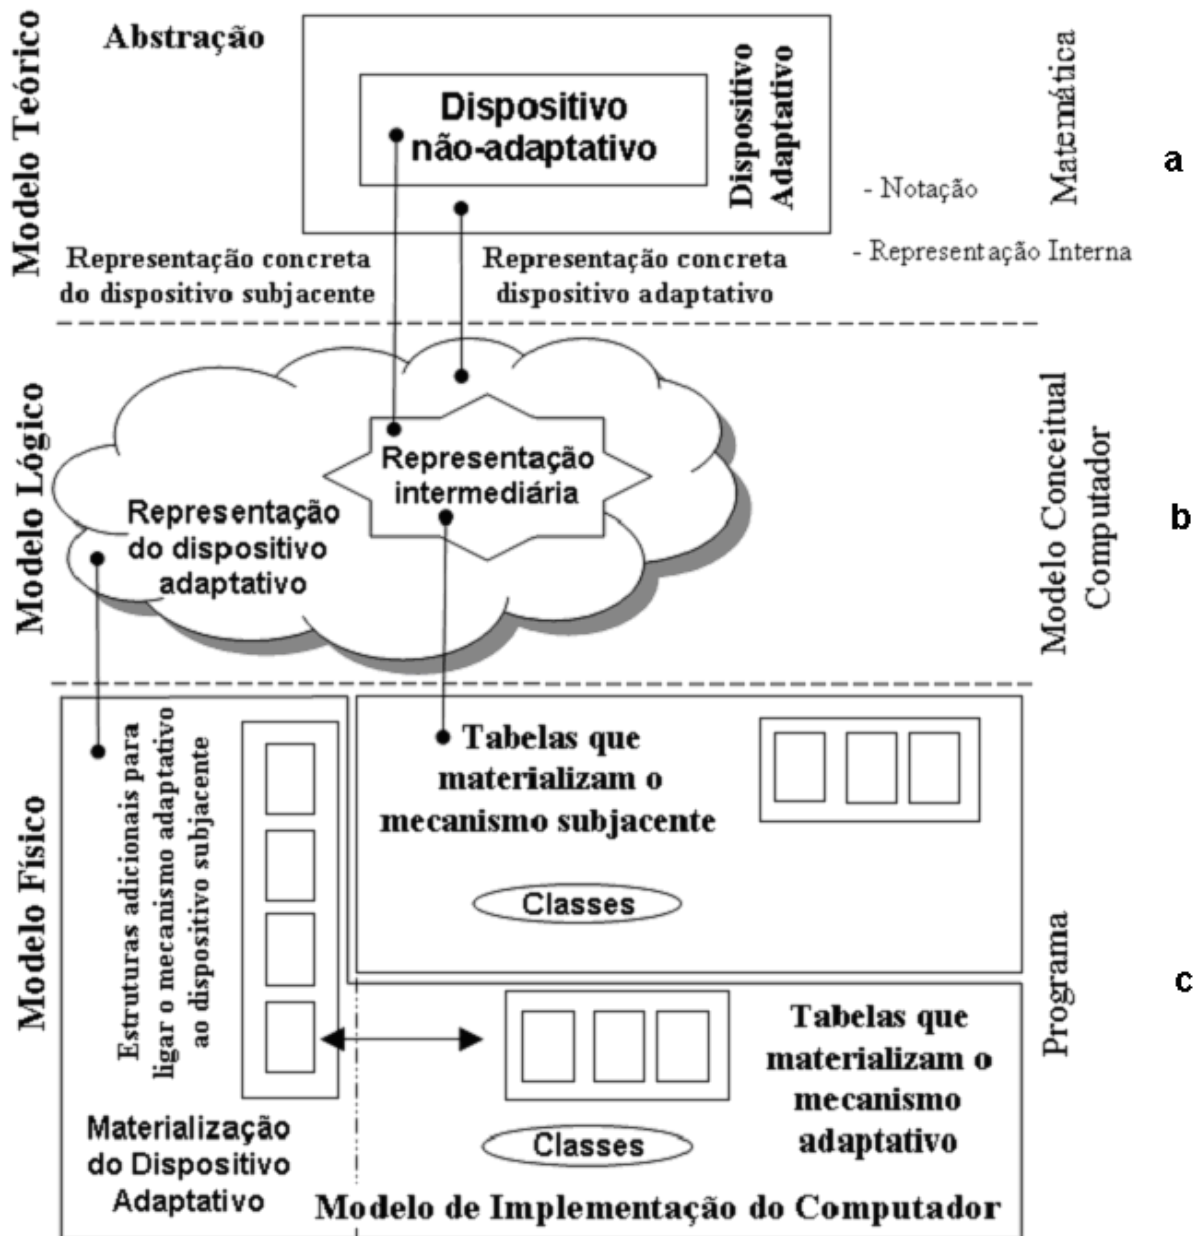 Modelo Teórico
Abstração
Dispositivo
não-adaptativo
Dispositivo
Adaptativo
- Notação
- Representação Interna
Matemática
a
Representação concreta
do dispositivo subjacente
Representação concreta
dispositivo adaptativo
Modelo Lógico
Representação
intermediária
Representação
do dispositivo
adaptativo
Modelo Conceitual
Computador
b
Modelo Físico
Estruturas adicionais para
ligar o mecanismo adaptativo
ao dispositivo subjacente
Tabelas que
materializam o
mecanismo subjacente
Classes
Programa
c
Tabelas que
materializam o
mecanismo
adaptativo
Classes
Materialização
do Dispositivo
Adaptativo
Modelo de Implementação do Computador